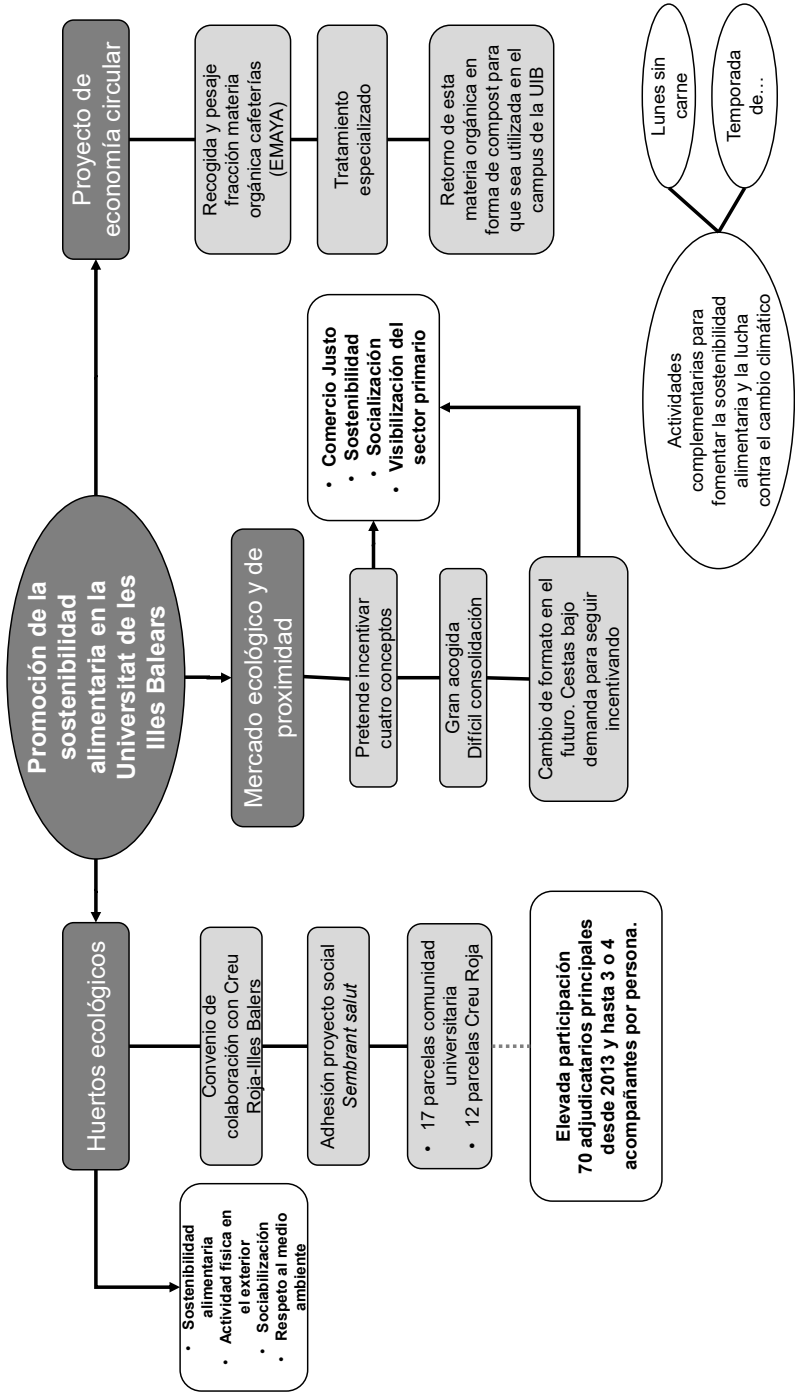 Promoción de la
sostenibilidad
alimentaria en la
Universitat de les
Illes Balears
Huertos ecológicos
• Sostenibilidad
alimentaria
• Actividad física en
el exterior
• Sociabilización
• Respeto al medio
ambiente
Convenio de
colaboración con Creu
Roja-Illes Balers
Adhesión proyecto social
Sembrant salut
• 17 parcelas comunidad
universitaria
• 12 parcelas Creu Roja
Elevada participación
70 adjudicatarios principales
desde 2013 y hasta 3 o 4
acompañantes por persona.
Mercado ecológico y de
proximidad
Pretende incentivar
cuatro conceptos
• Comercio Justo
• Sostenibilidad
• Socialización
• Visibilización del
sector primario
Gran acogida
Difícil consolidación
Cambio de formato en el
futuro. Cestas bajo
demanda para seguir
incentivando
Proyecto de
economía circular
Recogida y pesaje
fracción materia
orgánica cafeterías
(EMAYA)
Tratamiento
especializado
Retorno de esta
materia orgánica en
forma de compost para
que sea utilizada en el
campus de la UIB
Actividades
complementarias para
fomentar la sostenibilidad
alimentaria y la lucha
contra el cambio climático
Lunes sin
carne
Temporada
de…